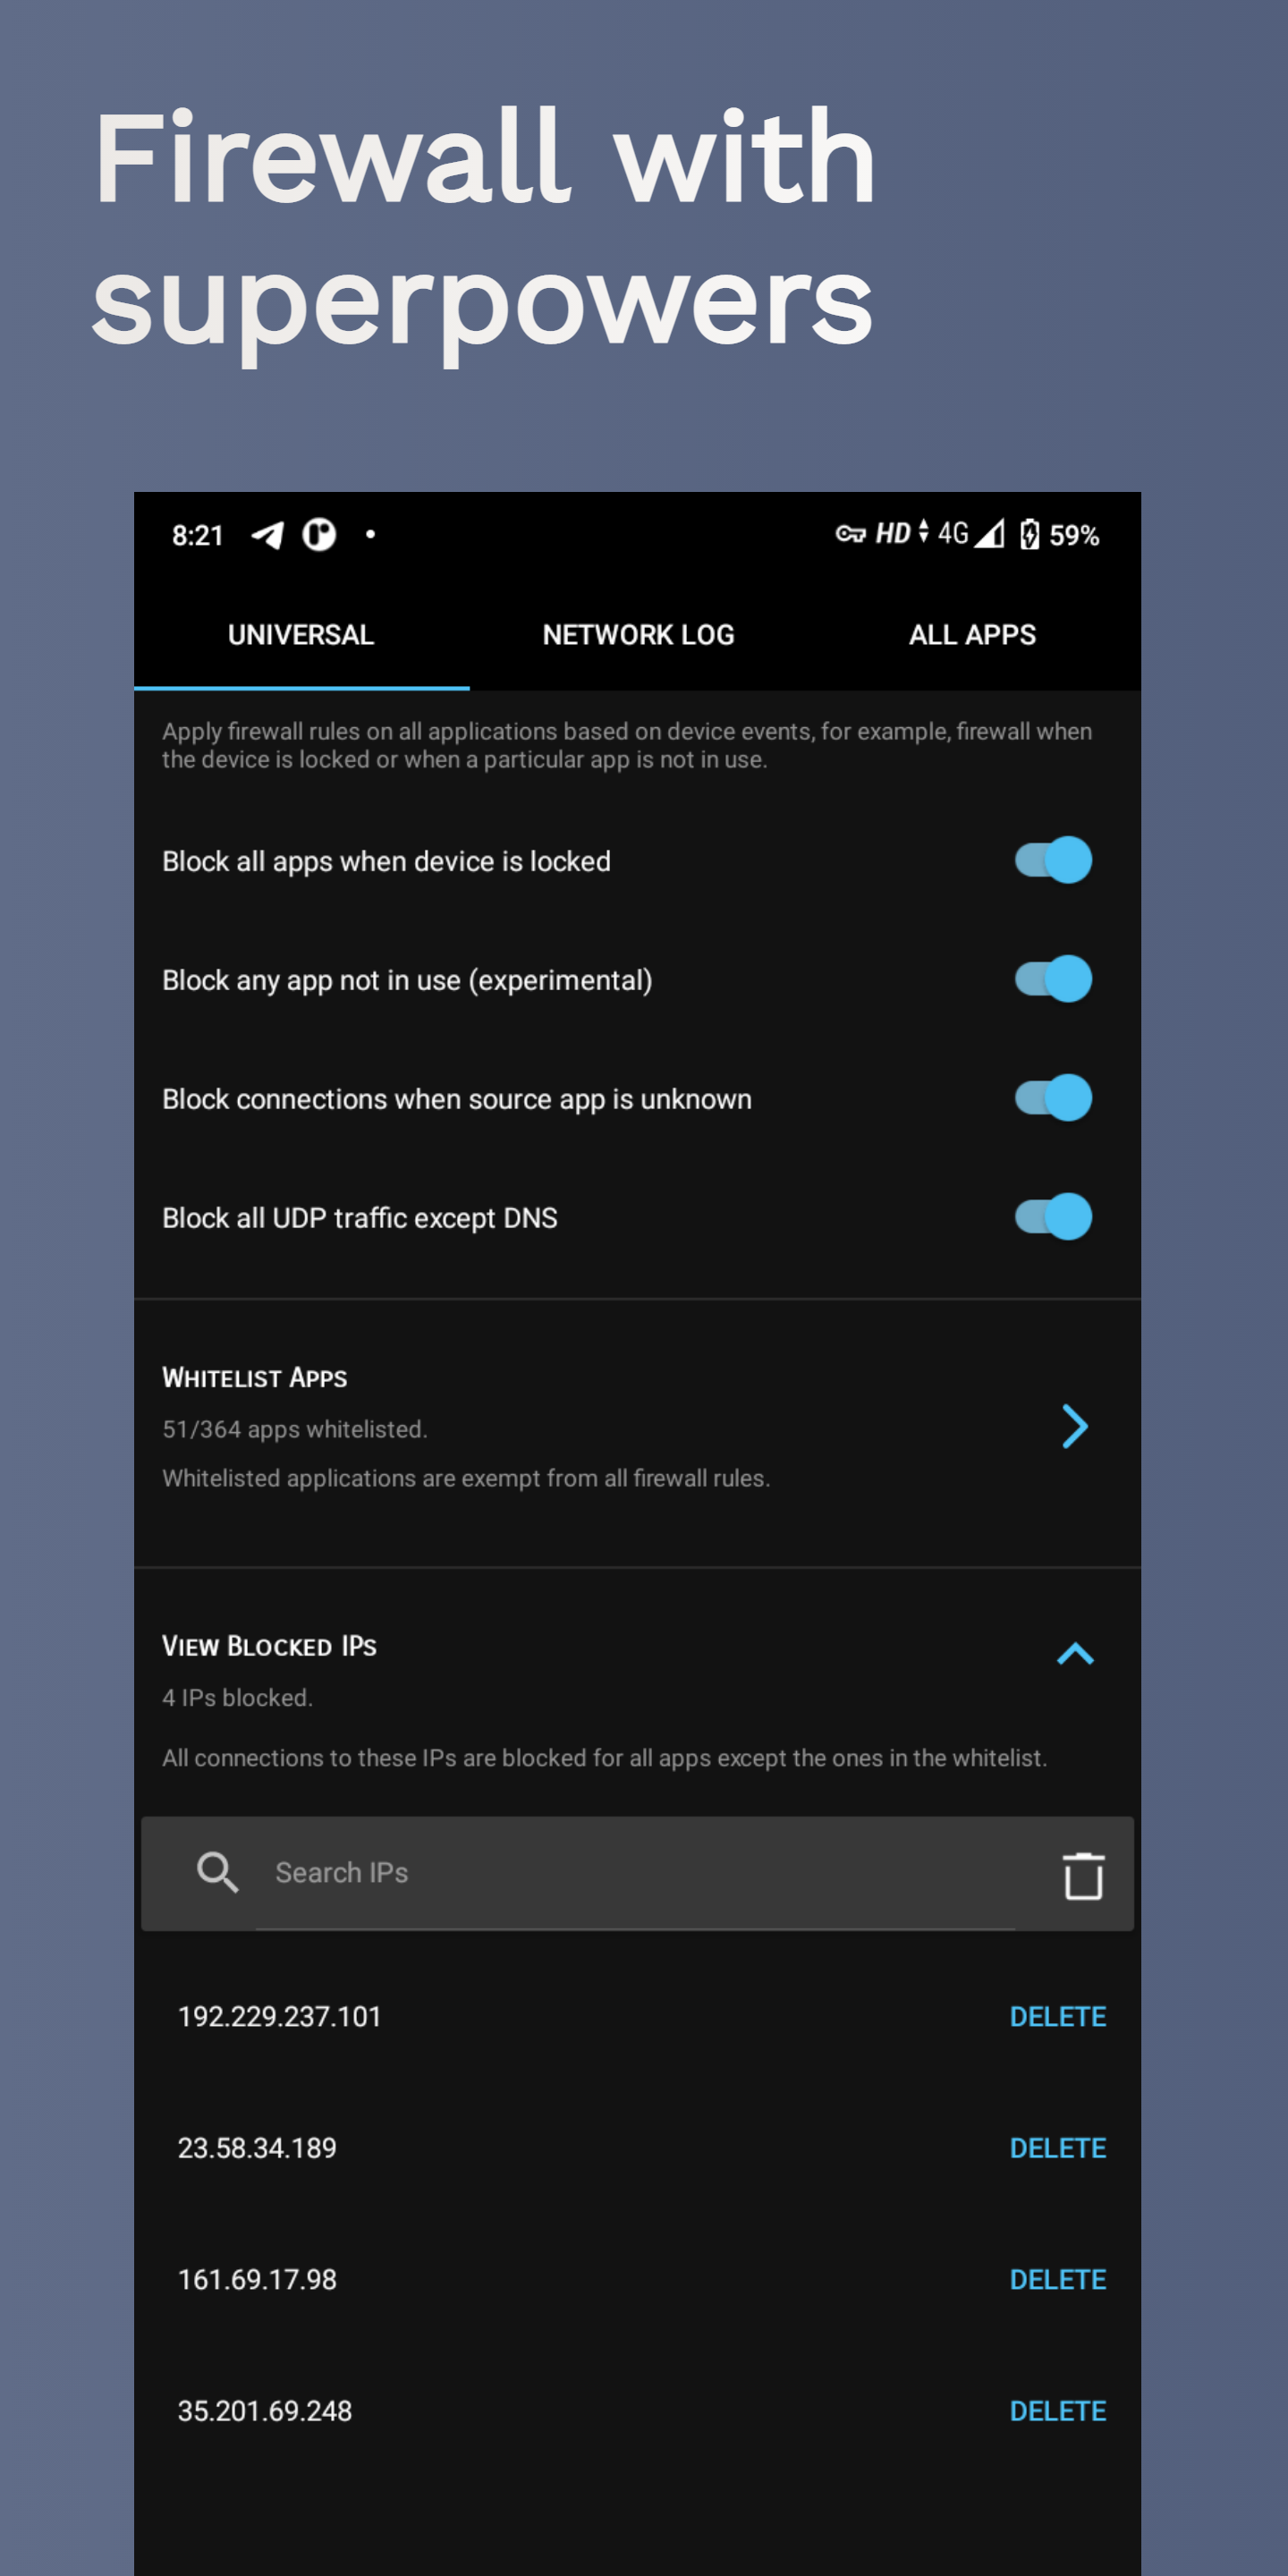 Firewall with
superpowers
8:21 HD 4G 59%
UNIVERSAL NETWORK LOG ALL APPS
Apply firewall rules on all applications based on device events, for example, firewall when
the device is locked or when a particular app is not in use.
Block all apps when device is locked
Block any app not in use (experimental)
Block connections when source app is unknown
Block all UDP traffic except DNS
WHITELIST APPS
51/364 apps whitelisted.
Whitelisted applications are exempt from all firewall rules.
VIEW BLOCKED IPs
4 IPs blocked.
All connections to these IPs are blocked for all apps except the ones in the whitelist.
Search IPs
192.229.237.101 DELETE
23.58.34.189 DELETE
161.69.17.98 DELETE
35.201.69.248 DELETE